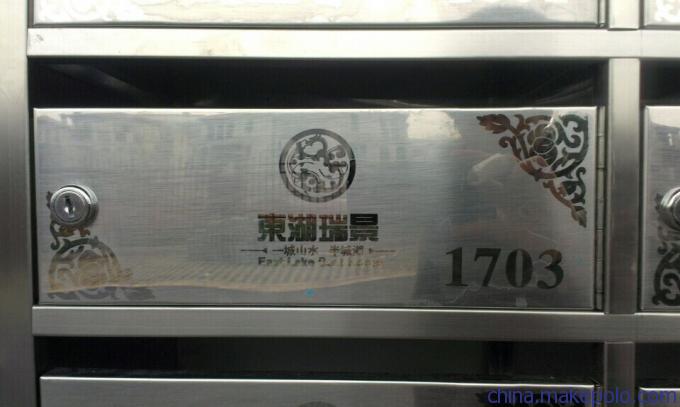 東湖瑞景
一城山水 半城湖
East Lake
1703
china.makepolo.com